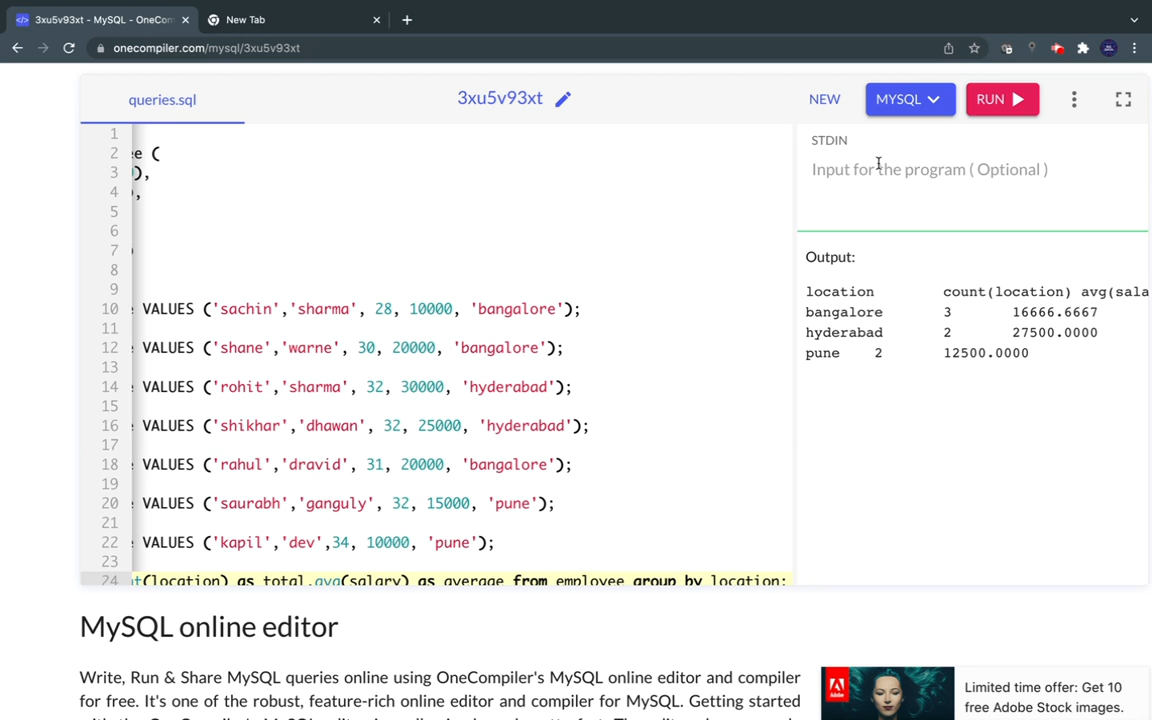 3xu5v93xt - MySQL - OneCom
New Tab
onecompiler.com/mysql/3xu5v93xt
queries.sql
3xu5v93xt
NEW
MYSQL
RUN
STDIN
Input for the program ( Optional )
Output:
location count(location) avg(sala
bangalore 3 16666.6667
hyderabad 2 27500.0000
pune 2 12500.0000
1
2 ee (
3 ),
4 ,
5
6
7
8
9
10 VALUES ('sachin','sharma', 28, 10000, 'bangalore');
11
12 VALUES ('shane','warne', 30, 20000, 'bangalore');
13
14 VALUES ('rohit','sharma', 32, 30000, 'hyderabad');
15
16 VALUES ('shikhar','dhawan', 32, 25000, 'hyderabad');
17
18 VALUES ('rahul','dravid', 31, 20000, 'bangalore');
19
20 VALUES ('saurabh','ganguly', 32, 15000, 'pune');
21
22 VALUES ('kapil','dev',34, 10000, 'pune');
23
24 nt(location) as total,avg(salary) as average from employee group by location;
MySQL online editor
Write, Run & Share MySQL queries online using OneCompiler's MySQL online editor and compiler
for free. It's one of the robust, feature-rich online editor and compiler for MySQL. Getting started
Adobe
Limited time offer: Get 10
free Adobe Stock images.